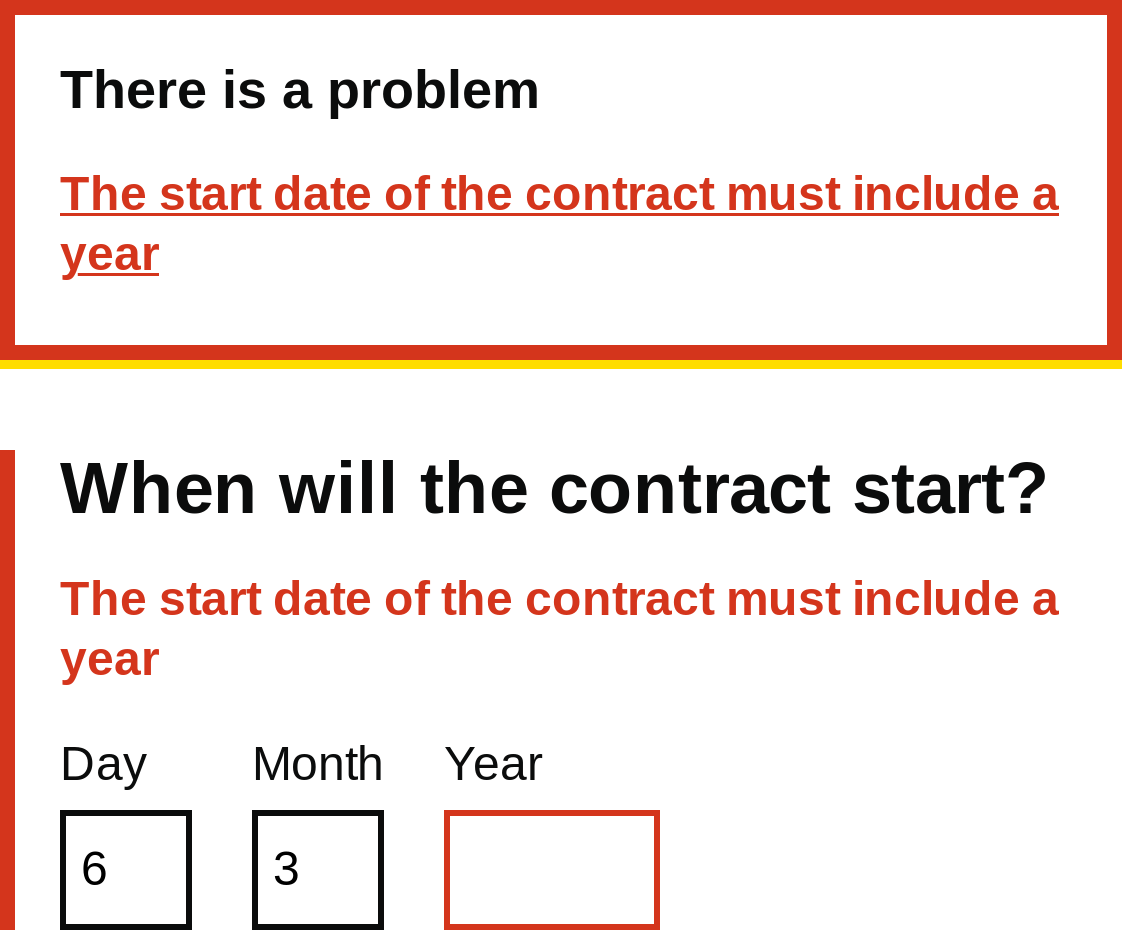 There is a problem
The start date of the contract must include a
year
When will the contract start?
The start date of the contract must include a
year
Day Month Year
6 3